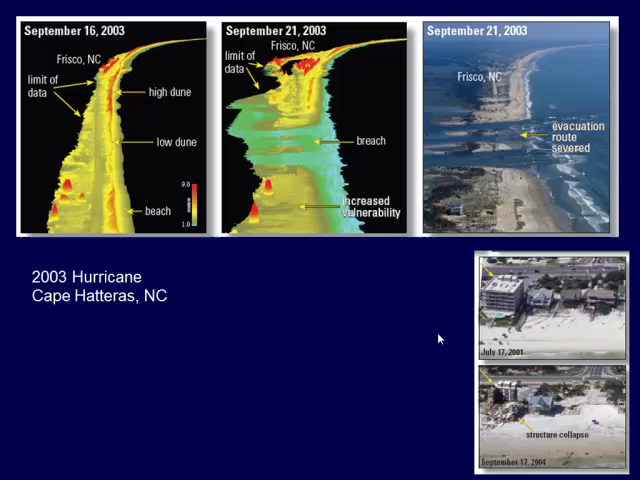 September 16, 2003
Frisco, NC
limit of
data
high dune
low dune
beach
9.0
meters
1.0
September 21, 2003
Frisco, NC
limit of
data
breach
increased
vulnerability
September 21, 2003
Frisco, NC
evacuation
route
severed
2003 Hurricane
Cape Hatteras, NC
July 17, 2001
structure collapse
September 17, 2004